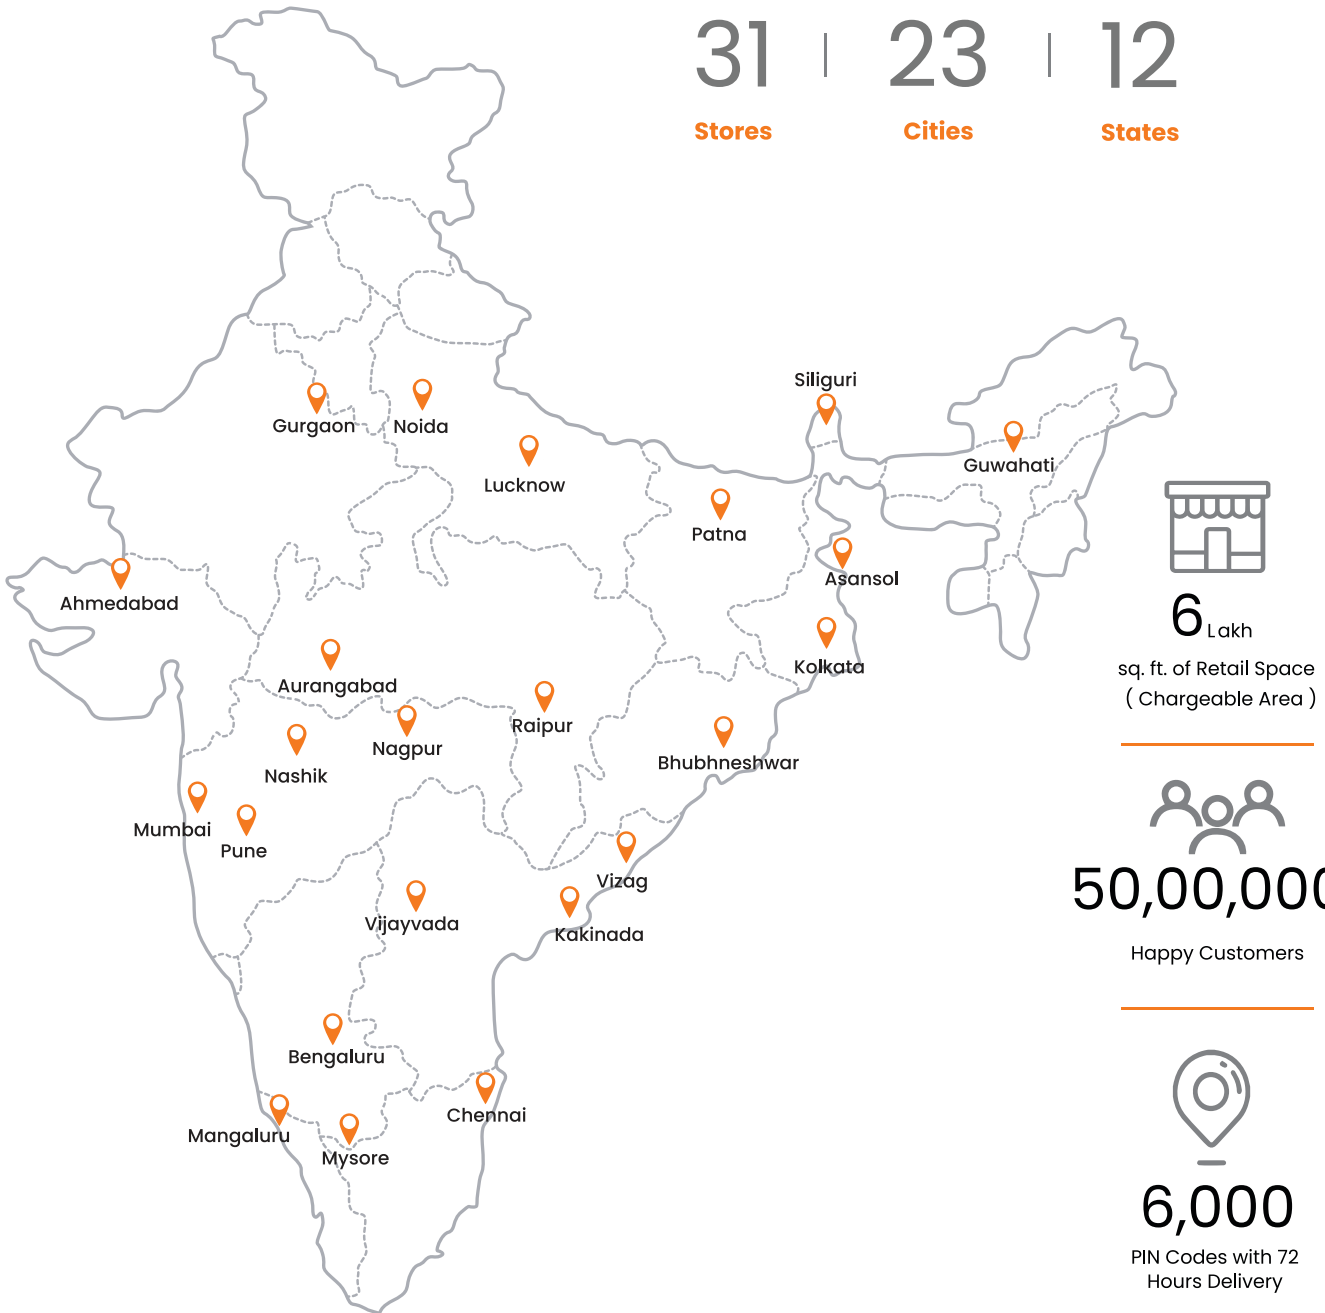 31 | 23 | 12
Stores Cities States
Siliguri
Gurgaon
Noida
Guwahati
Lucknow
Patna
Asansol
Ahmedabad
Kolkata
Aurangabad
Raipur
Nagpur
Bhubhneshwar
Nashik
Mumbai
Pune
Vizag
Vijayvada
Kakinada
Bengaluru
Chennai
Mangaluru
Mysore
6 Lakh
sq. ft. of Retail Space
( Chargeable Area )
50,00,000
Happy Customers
6,000
PIN Codes with 72
Hours Delivery